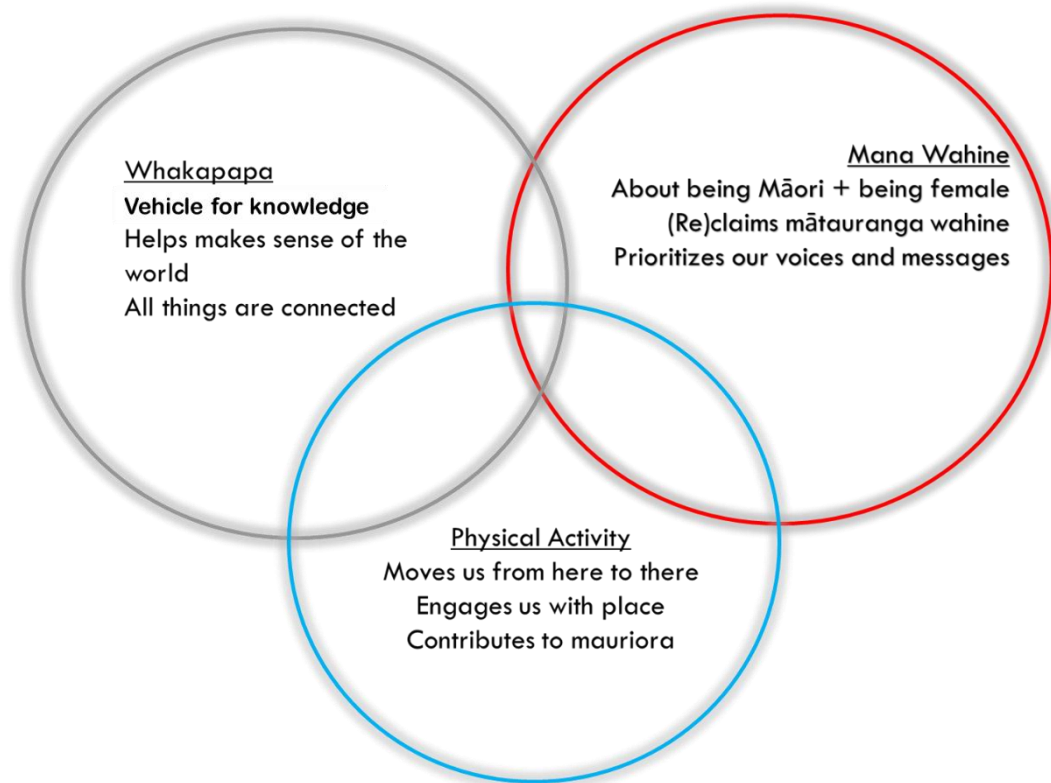 Whakapapa
Vehicle for knowledge
Helps makes sense of the
world
All things are connected
Mana Wahine
About being Māori + being female
(Re)claims mātauranga wahine
Prioritizes our voices and messages
Physical Activity
Moves us from here to there
Engages us with place
Contributes to mauriora